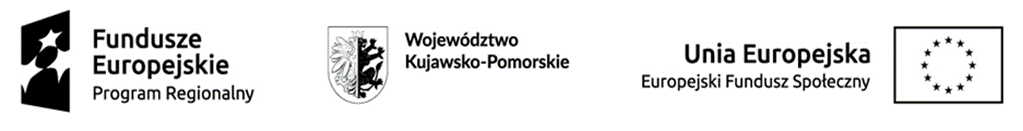 Fundusze
Europejskie
Program Regionalny
Województwo
Kujawsko-Pomorskie
Unia Europejska
Europejski Fundusz Społeczny